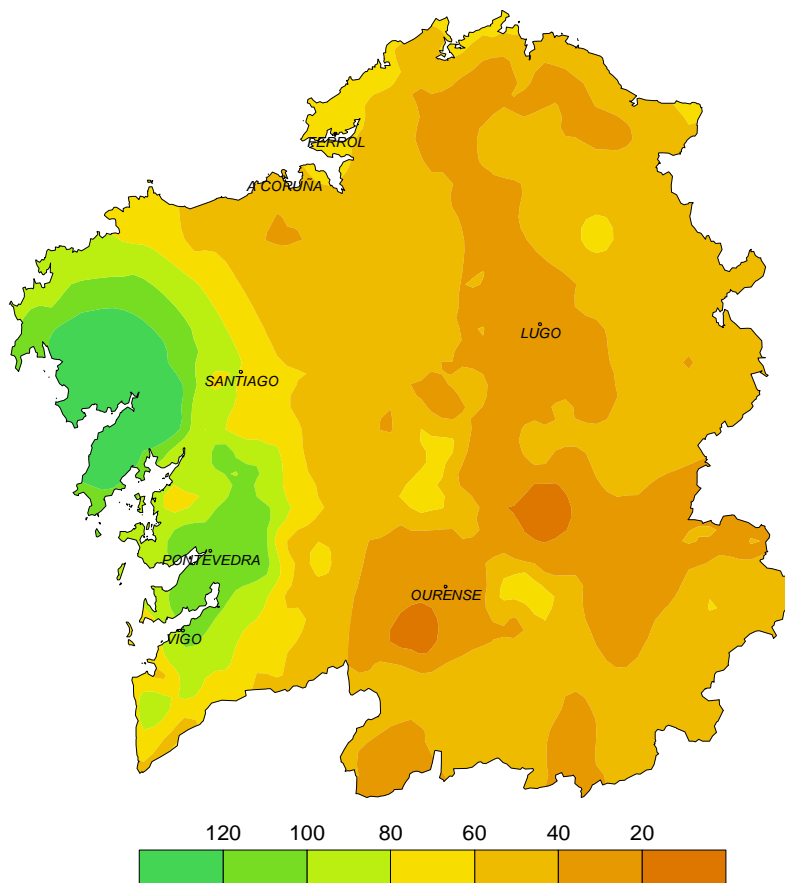 FERROL
A CORUÑA
LUGO
SANTIAGO
PONTEVEDRA
OURENSE
VIGO
120 100 80 60 40 20